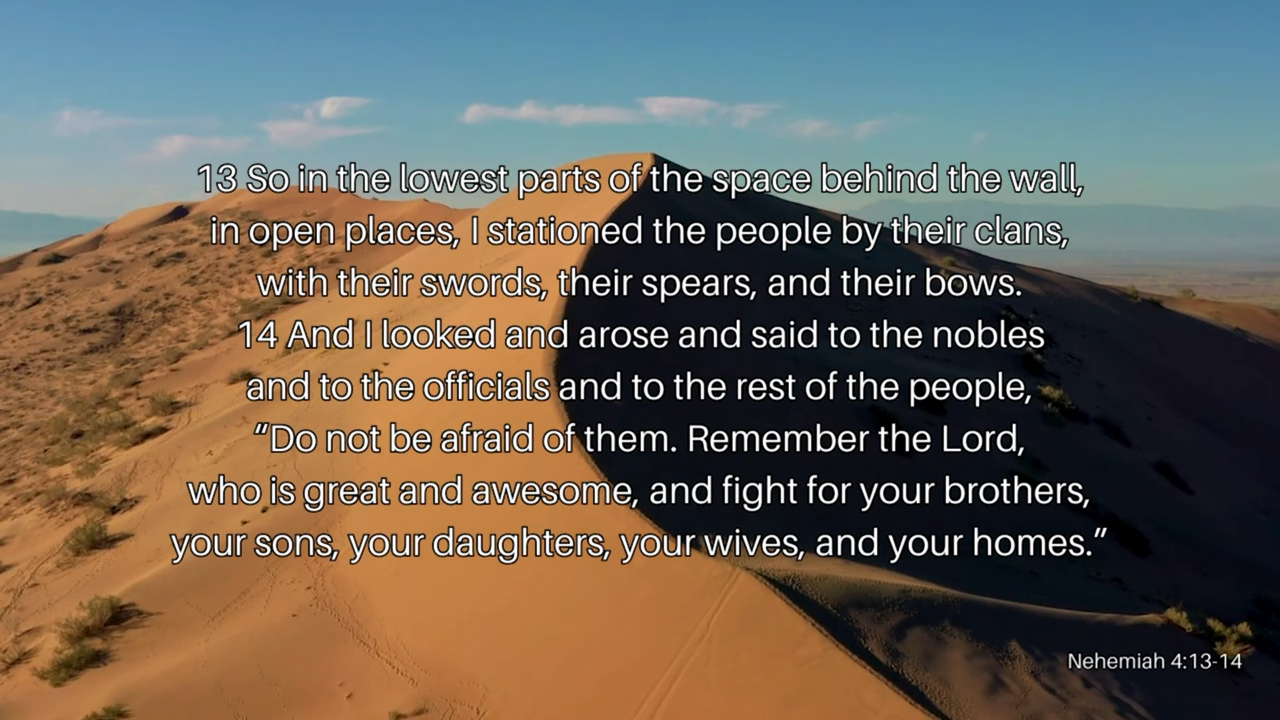 13 So in the lowest parts of the space behind the wall,
in open places, I stationed the people by their clans,
with their swords, their spears, and their bows.
14 And I looked and arose and said to the nobles
and to the officials and to the rest of the people,
“Do not be afraid of them. Remember the Lord,
who is great and awesome, and fight for your brothers,
your sons, your daughters, your wives, and your homes.”
Nehemiah 4:13-14